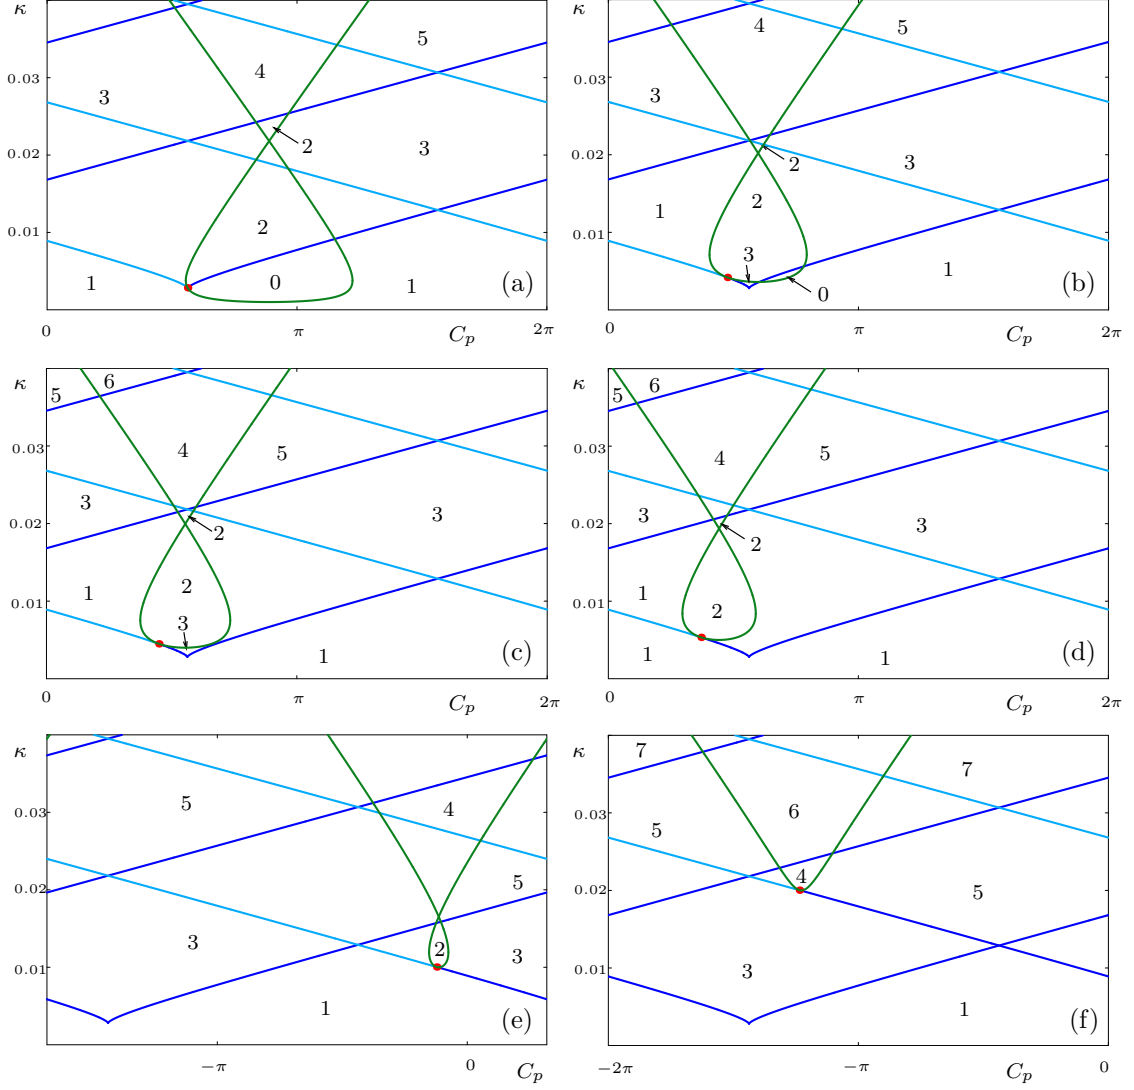 κ κ
4 5 4 5
0.03 4 0.03
3 3
0.02 2 3 0.02 2 3
1 2
0.01 2 0.01 3
1 0 1 (a) 0 1 (b)
0 π C_p 2π 0 π C_p 2π
κ 5 6 κ 5 6
0.03 4 5 0.03 4 5
3 3 3 3
0.02 2 0.02 2
1 2 1 2
0.01 3 0.01
1 (c) 1 1 (d)
0 π C_p 2π 0 π C_p 2π
κ κ 7 7
0.03 5 4 0.03 6
5
0.02 5 0.02 4 5
3 2 3
0.01 0.01 3
1 (e) 1 (f)
−π 0 C_p −2π −π C_p 0